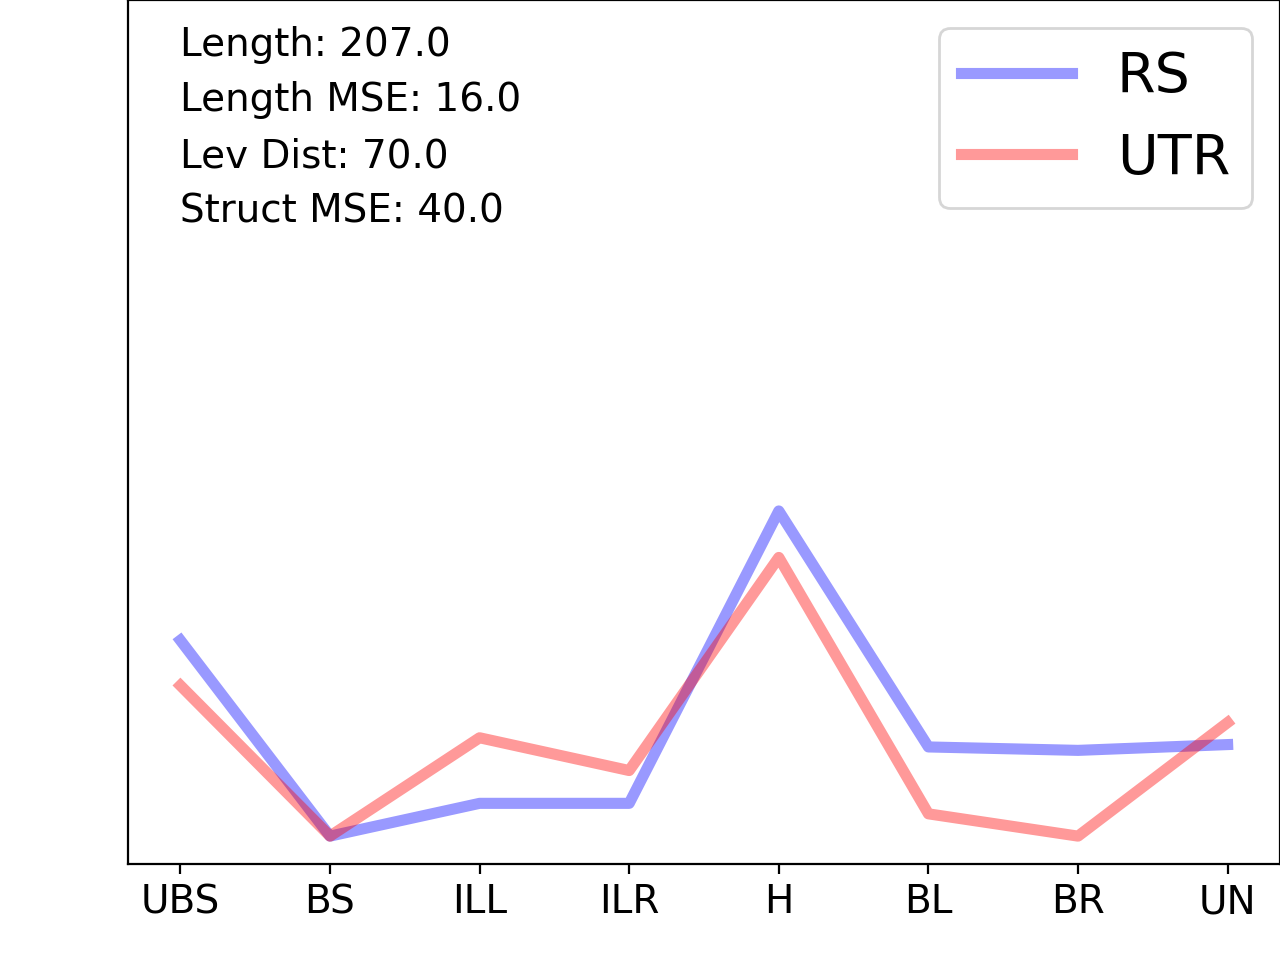 Length: 207.0
Length MSE: 16.0
Lev Dist: 70.0
Struct MSE: 40.0
RS
UTR
UBS BS ILL ILR H BL BR UN